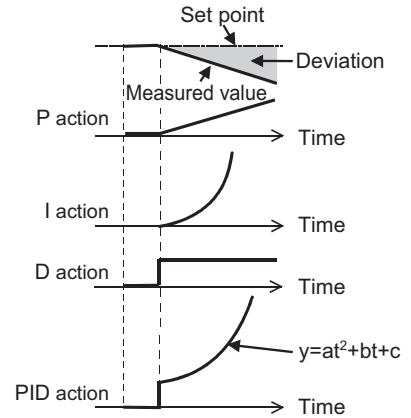 Set point
Deviation
Measured value
P action
Time
I action
Time
D action
Time
y=at²+bt+c
PID action
Time